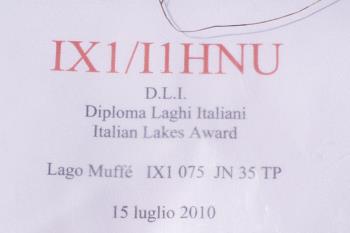 IX1/I1HNU
D.L.I.
Diploma Laghi Italiani
Italian Lakes Award
Lago Muffé IX1 075 JN 35 TP
15 luglio 2010